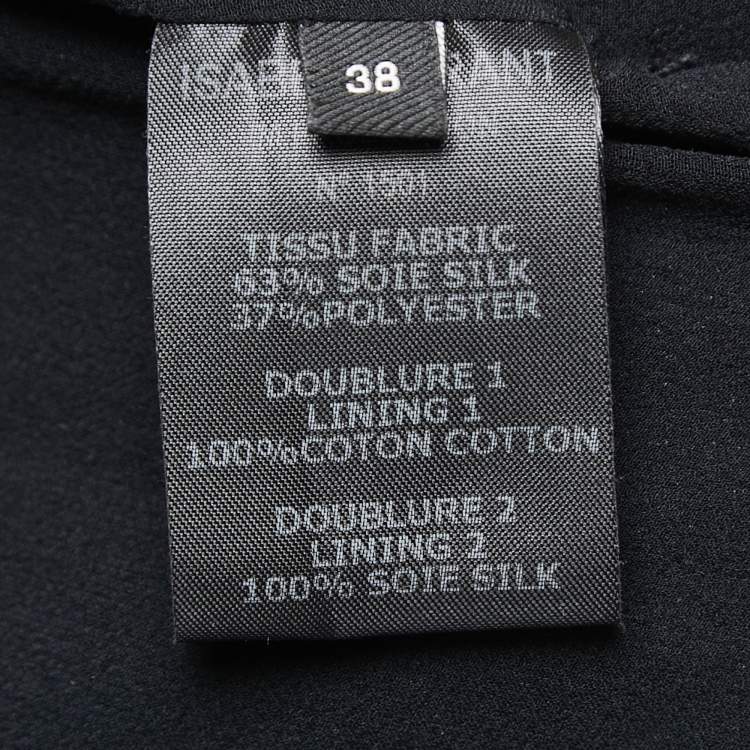 38
N° 1501
TISSU FABRIC
63% SOIE SILK
37%POLYESTER
DOUBLURE 1
LINING 1
100%COTON COTTON
DOUBLURE 2
LINING 2
100% SOIE SILK